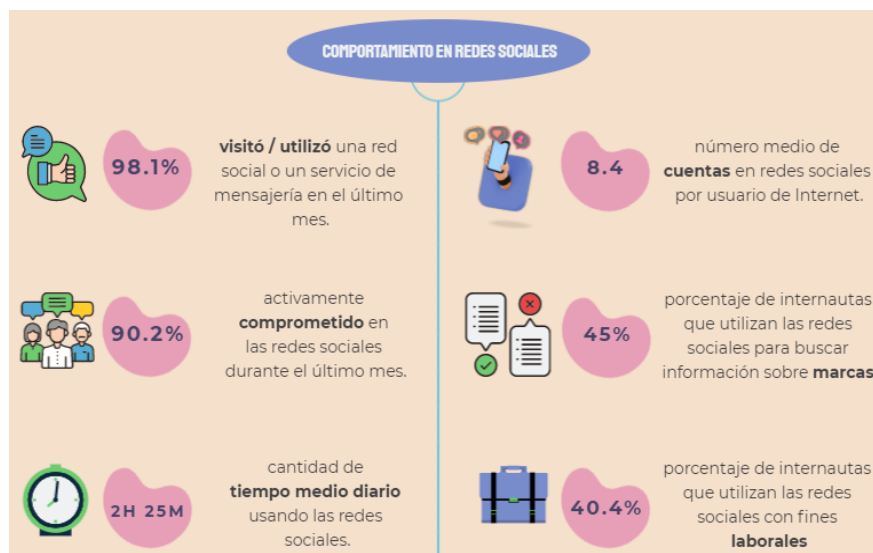 COMPORTAMIENTO EN REDES SOCIALES
98.1%
visitó / utilizó una red
social o un servicio de
mensajería en el último
mes.
90.2%
activamente
comprometido en
las redes sociales
durante el último mes.
2H 25M
cantidad de
tiempo medio diario
usando las redes
sociales.
8.4
número medio de
cuentas en redes sociales
por usuario de Internet.
45%
porcentaje de internautas
que utilizan las redes
sociales para buscar
información sobre marcas
40.4%
porcentaje de internautas
que utilizan las redes
sociales con fines
laborales